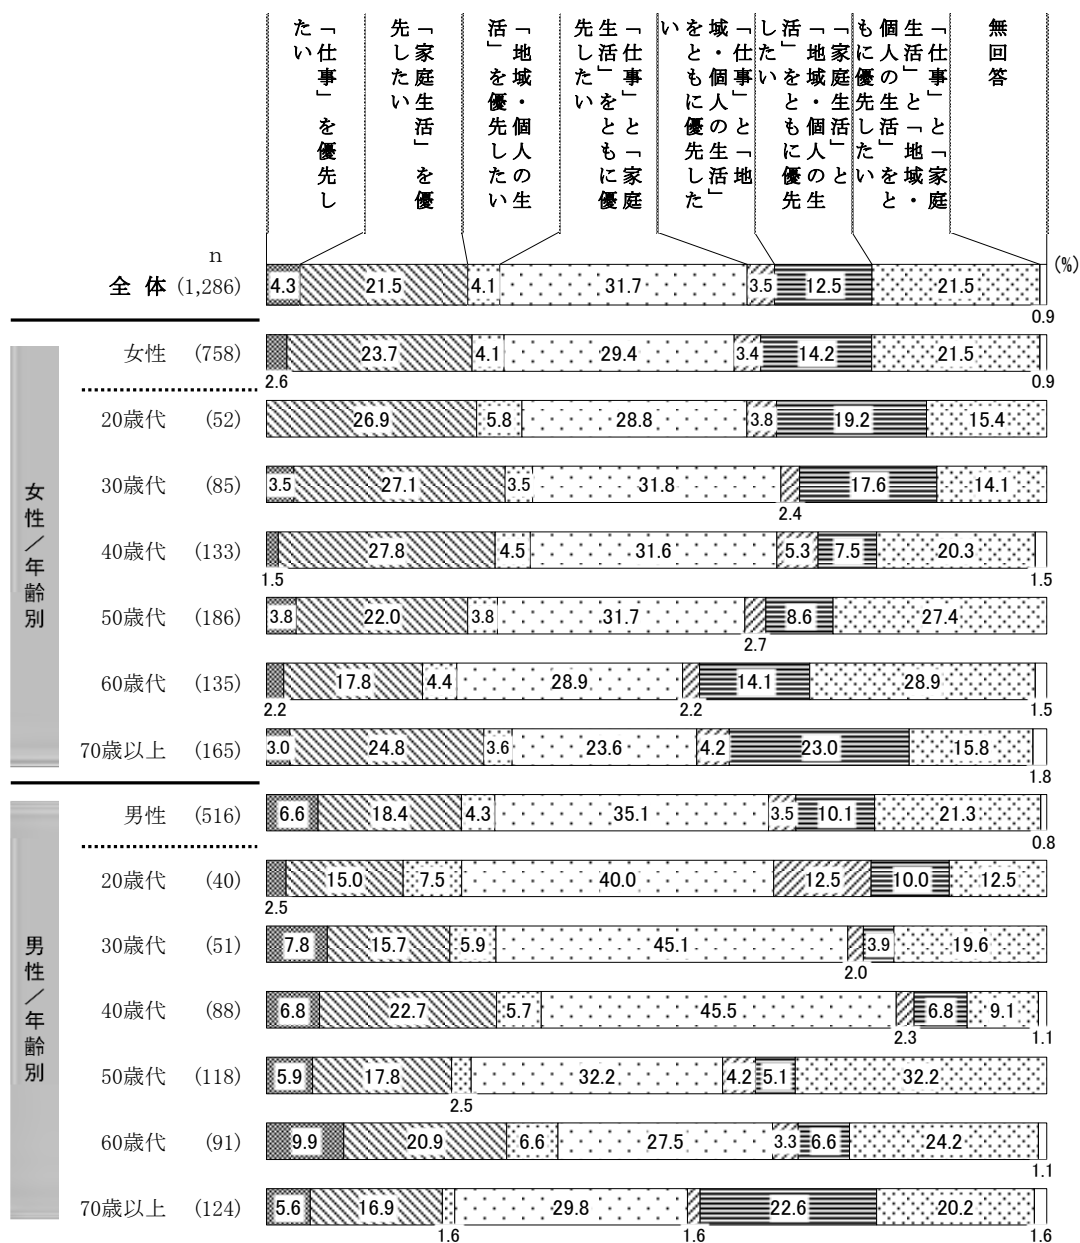 「仕事」を優先し
たい
「家庭生活」を優
先したい
「地域・個人の生
活」を優先したい
「仕事」と「家庭
生活」をともに優
先したい
「仕事」と「地
域・個人の生活」
をともに優先した
い
「家庭生活」と
「地域・個人の生
活」をともに優先
したい
「仕事」と「家庭
生活」と「地域・
個人の生活」をと
もに優先したい
無回答
n
(%)
全 体 (1,286) 4.3 21.5 4.1 31.7 3.5 12.5 21.5
0.9
女性 (758) 23.7 4.1 29.4 3.4 14.2 21.5
2.6 0.9
20歳代 (52) 26.9 5.8 28.8 3.8 19.2 15.4
30歳代 (85) 3.5 27.1 3.5 31.8 17.6 14.1
2.4
40歳代 (133) 27.8 4.5 31.6 5.3 7.5 20.3
1.5 1.5
50歳代 (186) 3.8 22.0 3.8 31.7 8.6 27.4
2.7
60歳代 (135) 17.8 4.4 28.9 14.1 28.9
2.2 2.2 1.5
70歳以上 (165) 3.0 24.8 3.6 23.6 4.2 23.0 15.8
1.8
女性/年齢別
男性 (516) 6.6 18.4 4.3 35.1 3.5 10.1 21.3
0.8
20歳代 (40) 15.0 7.5 40.0 12.5 10.0 12.5
2.5
30歳代 (51) 7.8 15.7 5.9 45.1 3.9 19.6
2.0
40歳代 (88) 6.8 22.7 5.7 45.5 6.8 9.1
2.3 1.1
50歳代 (118) 5.9 17.8 32.2 4.2 5.1 32.2
2.5
60歳代 (91) 9.9 20.9 6.6 27.5 3.3 6.6 24.2
1.1
70歳以上 (124) 5.6 16.9 29.8 22.6 20.2
1.6 1.6 1.6
男性/年齢別